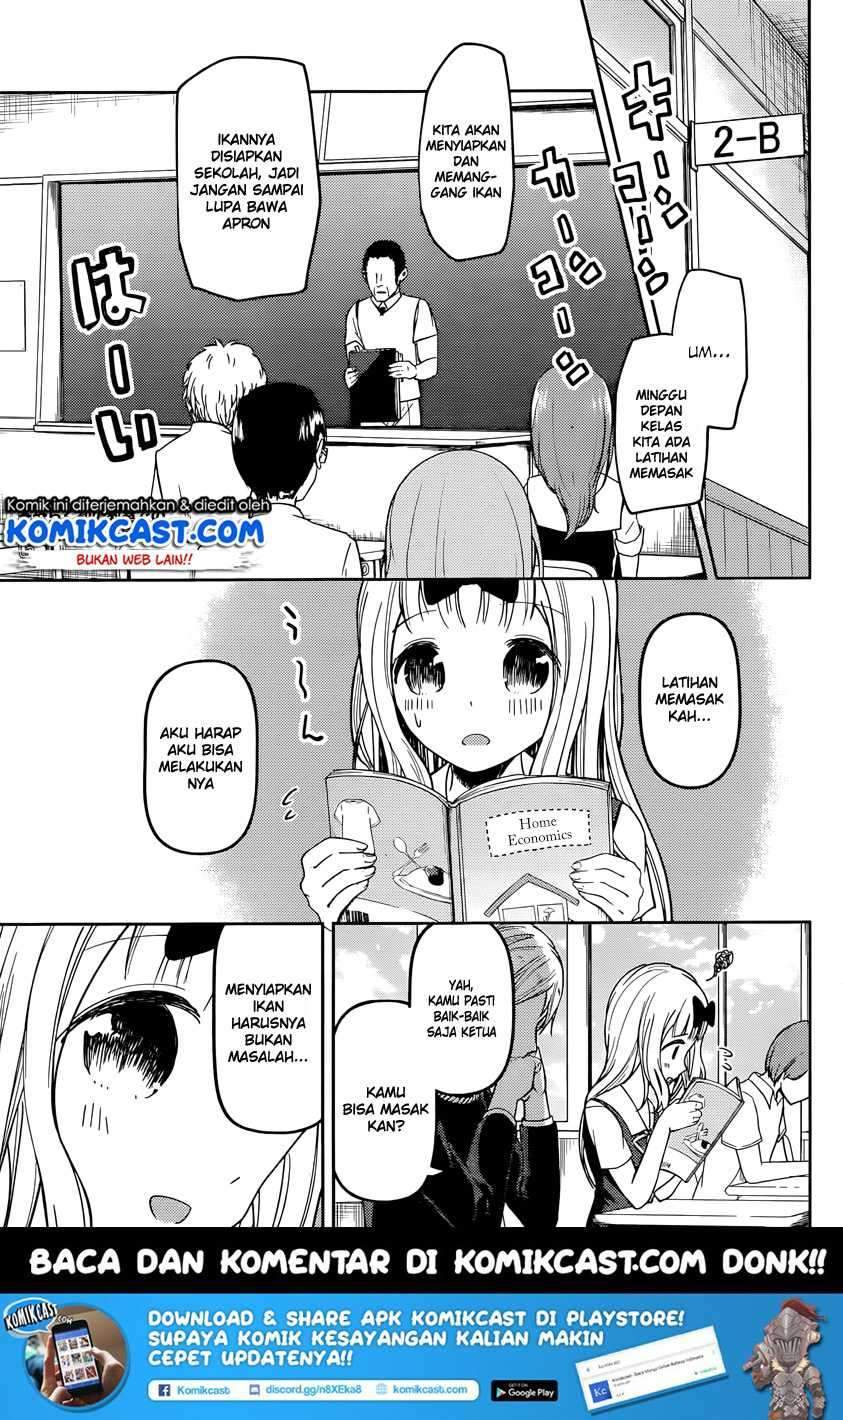 2-B
キーン
コーン
カーン
コーン
UM...
MINGGU
DEPAN
KELAS
KITA ADA
LATIHAN
MEMASAK
KITA AKAN
MENYIAPKAN
DAN
MEMANG-
GANG IKAN
IKANNYA
DISIAPKAN
SEKOLAH, JADI
JANGAN SAMPAI
LUPA BAWA
APRON
はーい
Komik ini diterjemahkan & diedit oleh
KOMIKCAST.COM
BUKAN WEB LAIN!!
LATIHAN
MEMASAK
KAH...
Home
Economics
AKU HARAP
AKU BISA
MELAKUKAN
NYA
YAH,
KAMU PASTI
BAIK-BAIK
SAJA KETUA
KAMU
BISA MASAK
KAN?
MENYIAPKAN
IKAN
HARUSNYA
BUKAN
MASALAH...
BACA DAN KOMENTAR DI KOMIKCAST.COM DONK!!
KOMIKCAST
.COM
DOWNLOAD & SHARE APK KOMIKCAST DI PLAYSTORE!
SUPAYA KOMIK KESAYANGAN KALIAN MAKIN
CEPET UPDATENYA!!
Komikcast
discord.gg/n8XEka8
komikcast.com
Google Play
Kc